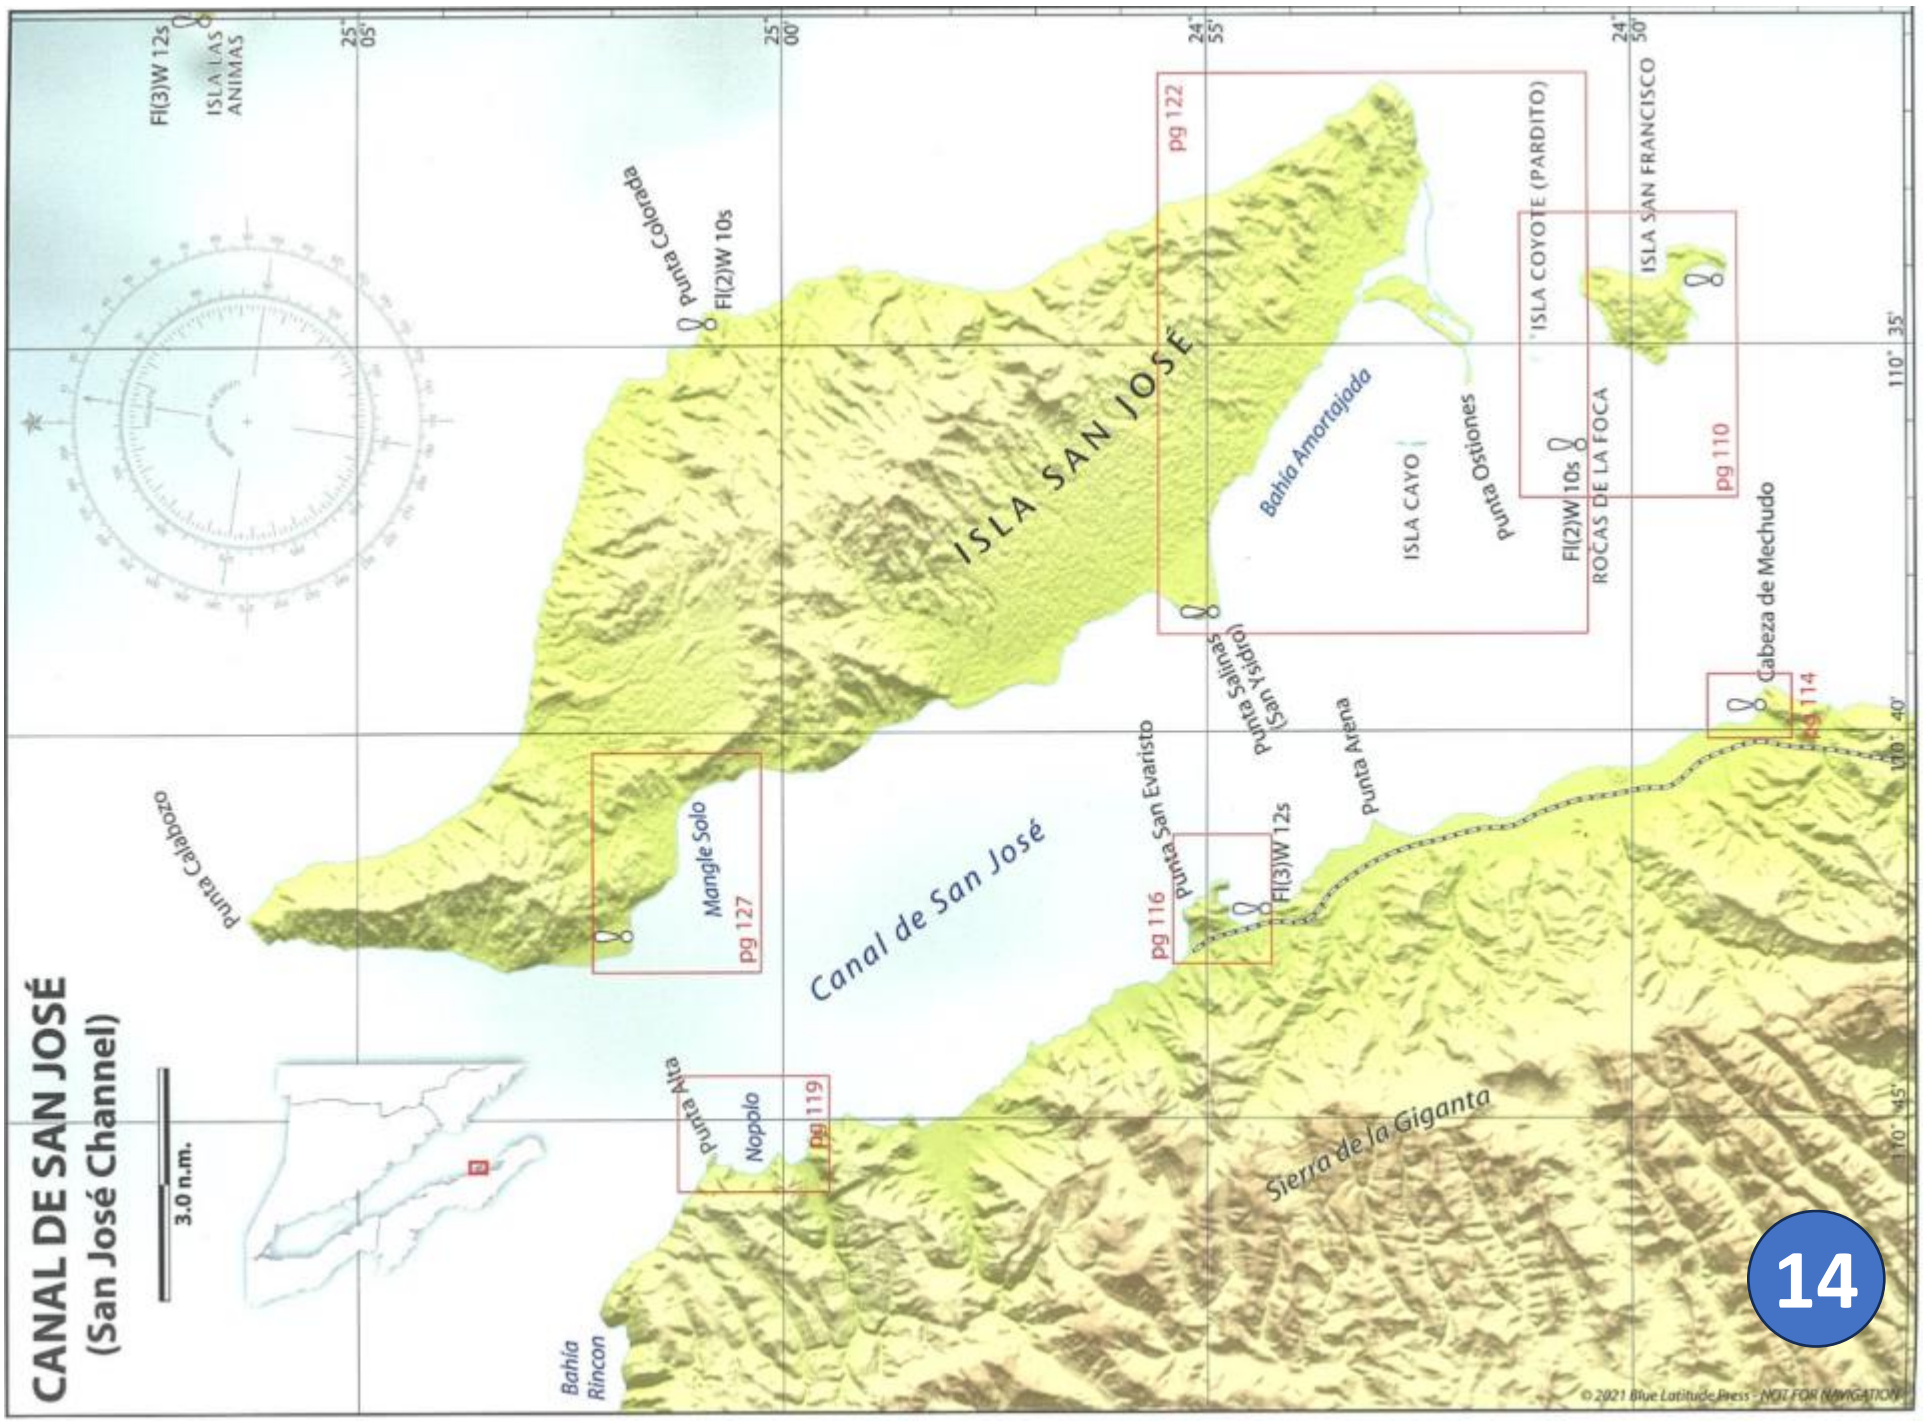 CANAL DE SAN JOSÉ
(San José Channel)
3.0 n.m.
Fl(3)W 12s
ISLA LAS
ANIMAS
25°
05'
25°
00'
24°
55'
24°
50'
Punta Calabozo
Punta Colorada
Fl(2)W 10s
ISLA SAN JOSÉ
pg 122
Mangle Solo
pg 127
Canal de San José
Bahía Amortajada
ISLA CAYO
Punta Ostiones
ISLA COYOTE (PARDITO)
ISLA SAN FRANCISCO
Fl(2)W 10s
ROCAS DE LA FOCA
pg 110
Punta Salinas
(San Ysidro)
Punta San Evaristo
pg 116
Fl(3)W 12s
Punta Arena
Cabeza de Mechudo
pg 114
Punta Alta
Nopolo
pg 119
Bahía
Rincon
Sierra de la Giganta
110° 45'
110° 40'
110° 35'
14
© 2021 Blue Latitude Press - NOT FOR NAVIGATION